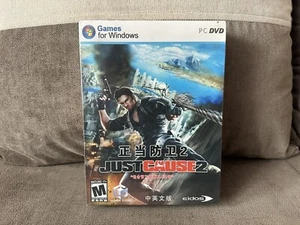 Games
for Windows
PC DVD
正当防卫2
JUST CAUSE 2
M
中英文版
eidos